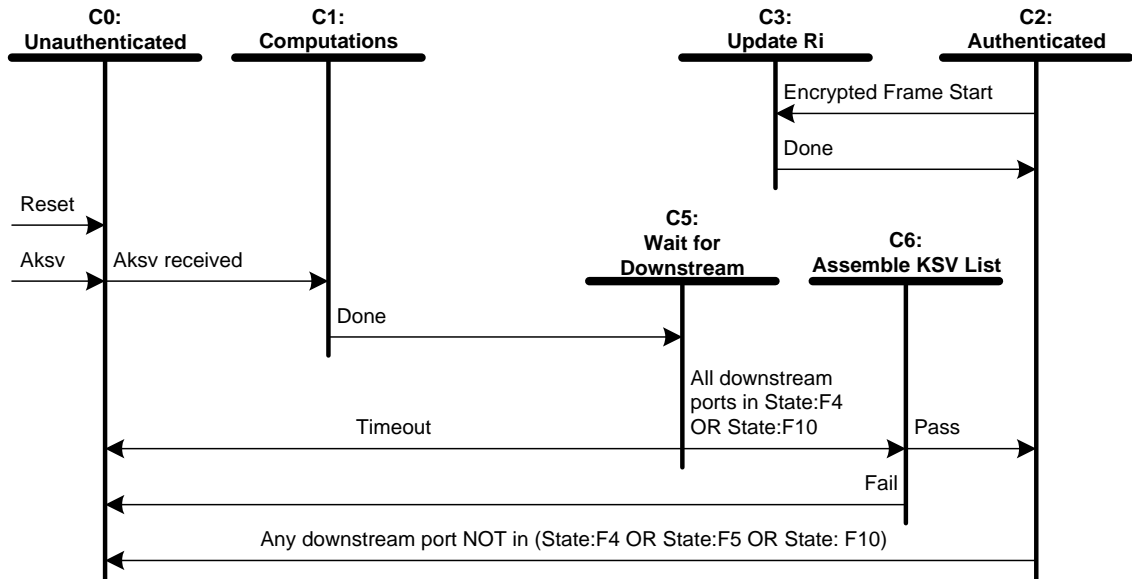 C0:
Unauthenticated
C1:
Computations
C3:
Update Ri
C2:
Authenticated
Encrypted Frame Start
Done
Reset
C5:
Wait for
Downstream
C6:
Assemble KSV List
Aksv
Aksv received
Done
All downstream
ports in State:F4
OR State:F10
Timeout
Pass
Fail
Any downstream port NOT in (State:F4 OR State:F5 OR State: F10)